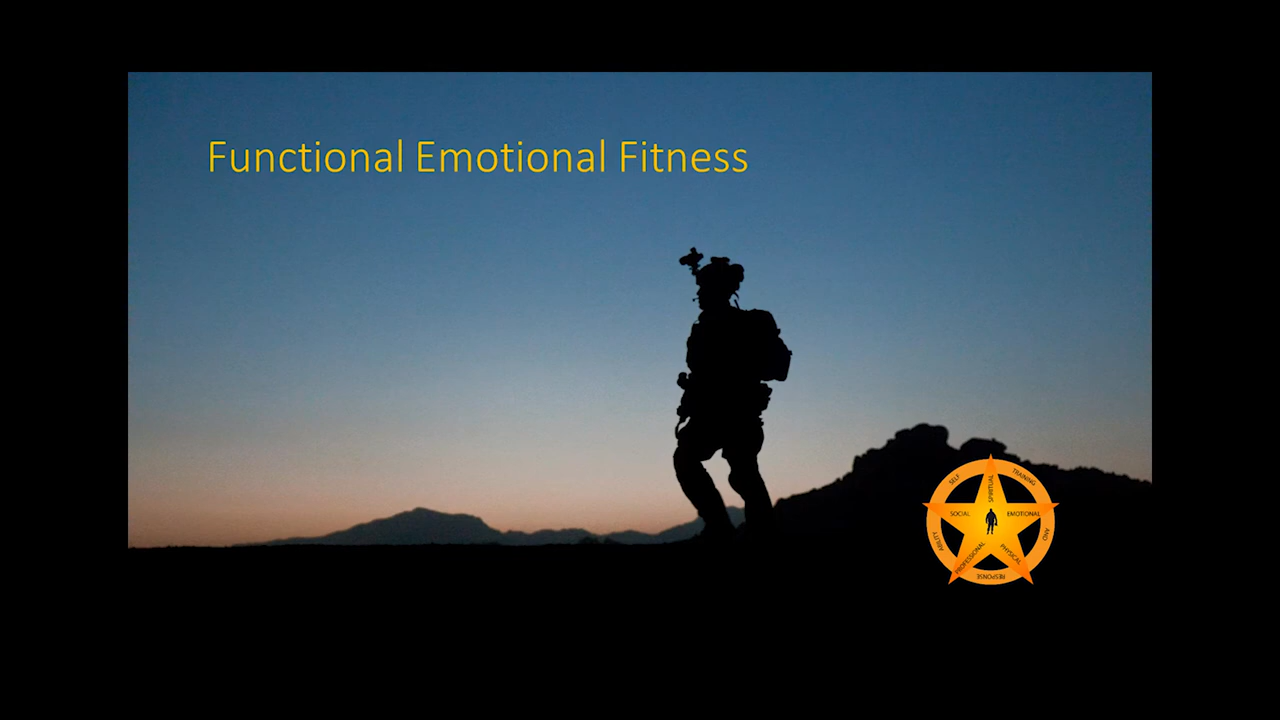 Functional Emotional Fitness
SELF
TRAINING
AND
RESPONSE
ABILITY
SPIRITUAL
SOCIAL
EMOTIONAL
PROFESSIONAL
PHYSICAL